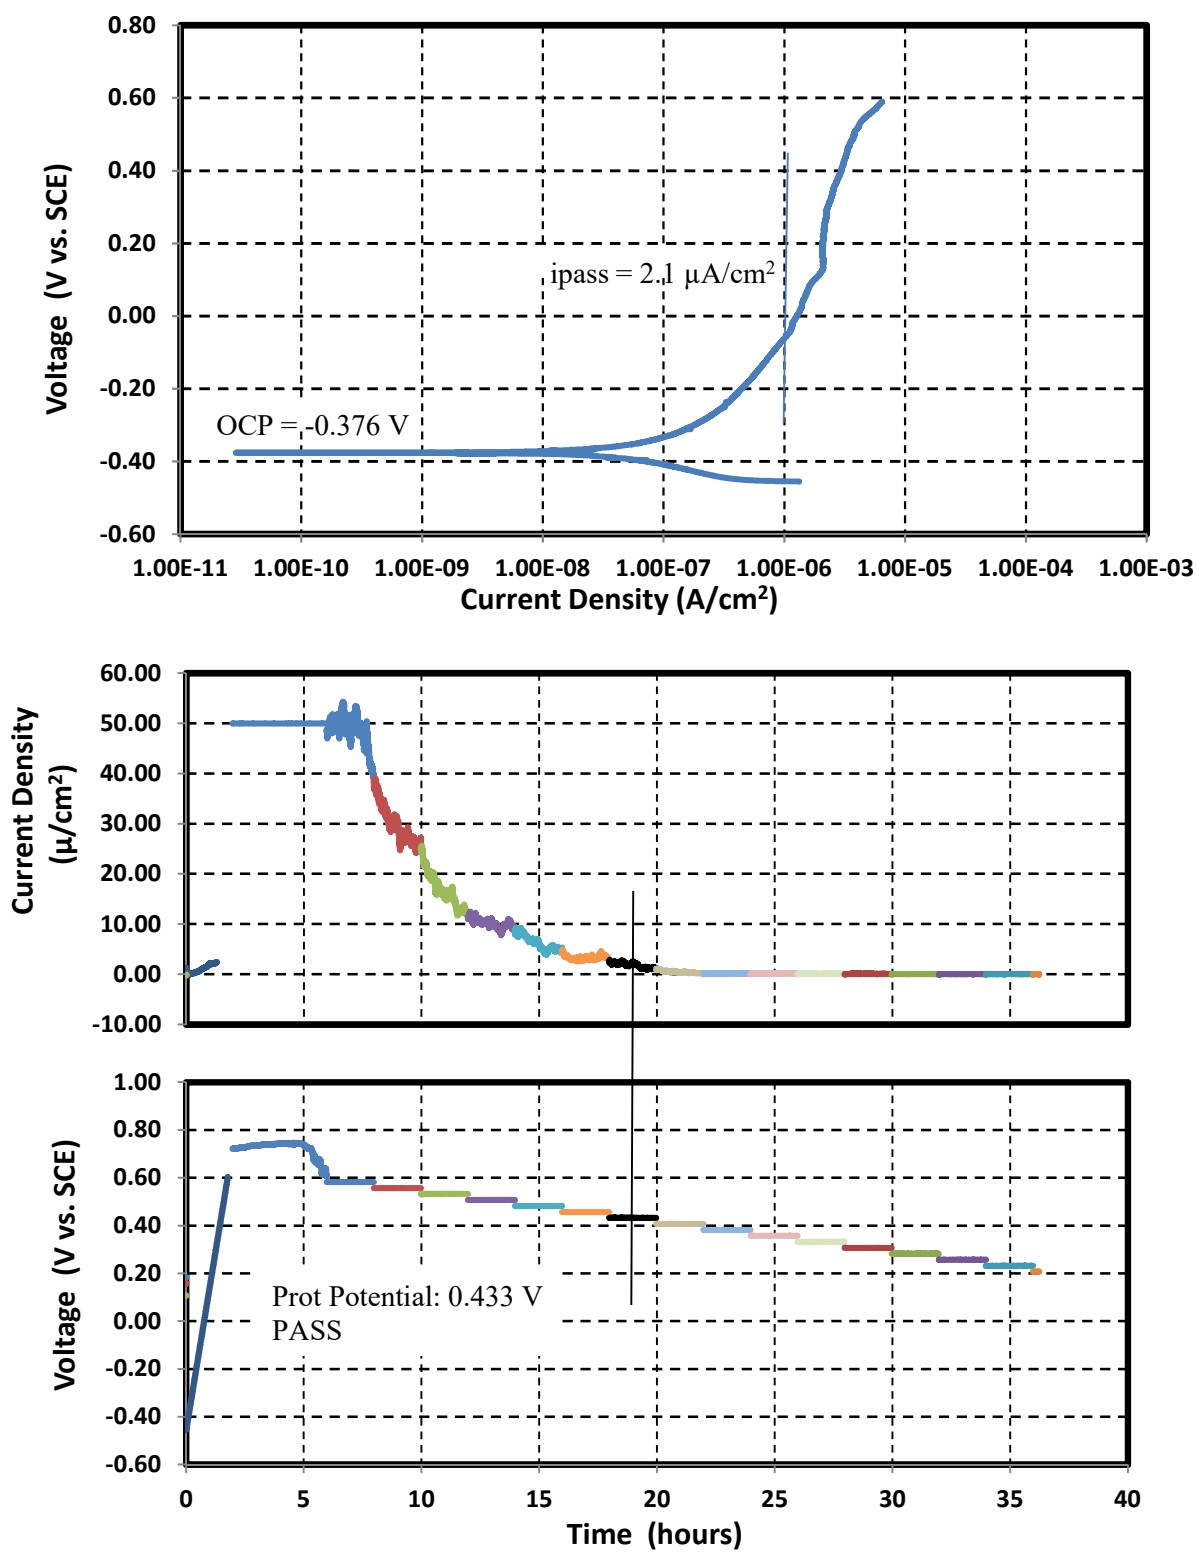 0.80
0.60
0.40
0.20
0.00
-0.20
-0.40
-0.60
Voltage (V vs. SCE)
ipass = 2.1 µA/cm²
OCP = -0.376 V
1.00E-11 1.00E-10 1.00E-09 1.00E-08 1.00E-07 1.00E-06 1.00E-05 1.00E-04 1.00E-03
Current Density (A/cm²)
60.00
50.00
40.00
30.00
20.00
10.00
0.00
-10.00
Current Density
(µ/cm²)
1.00
0.80
0.60
0.40
0.20
0.00
-0.20
-0.40
-0.60
Voltage (V vs. SCE)
Prot Potential: 0.433 V
PASS
0 5 10 15 20 25 30 35 40
Time (hours)